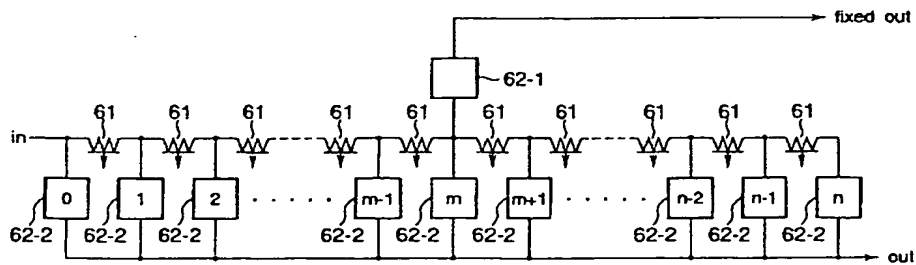 fixed out
62-1
61 61 61 61 61 61 61 61 61 61
in
0 1 2 m-1 m m+1 n-2 n-1 n
62-2 62-2 62-2 62-2 62-2 62-2 62-2 62-2 62-2
out